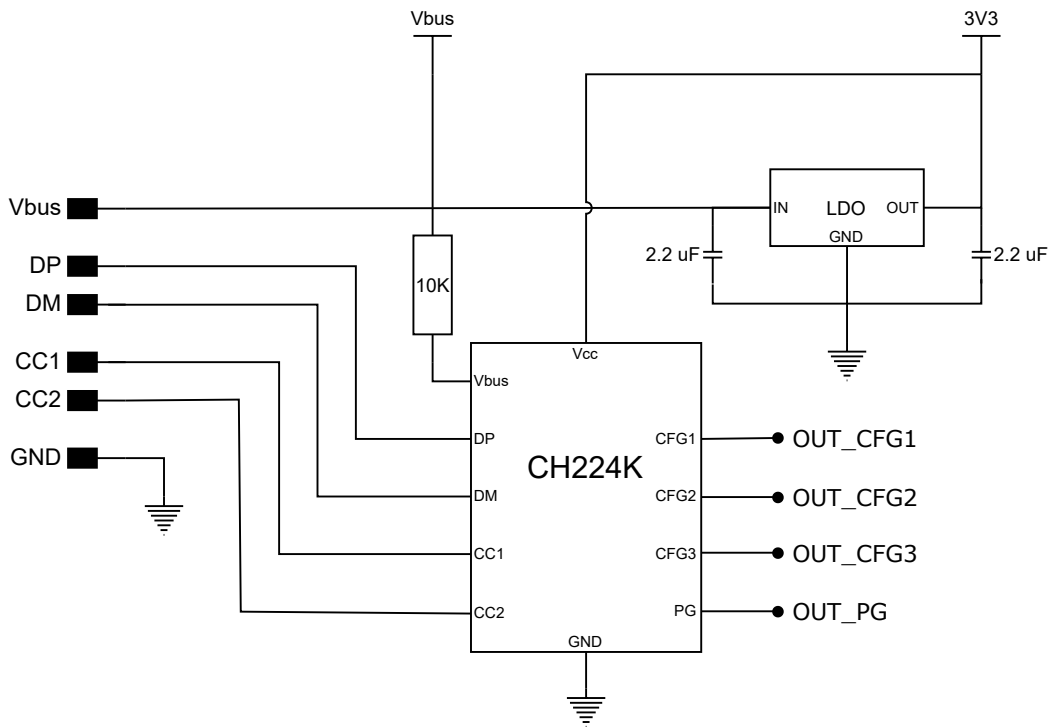 Vbus
3V3
Vbus
IN
LDO
OUT
GND
2.2 uF
2.2 uF
DP
DM
10K
CC1
CC2
GND
Vcc
Vbus
DP
DM
CC1
CC2
CH224K
CFG1
CFG2
CFG3
PG
GND
OUT_CFG1
OUT_CFG2
OUT_CFG3
OUT_PG